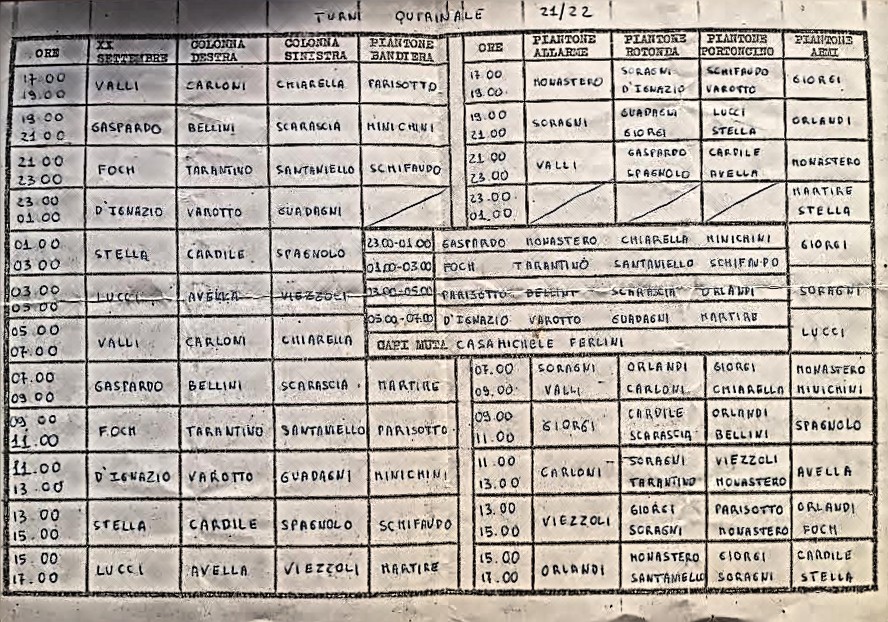 TURNI QUIRINALE 21/22
ORE XX SETTEMBRE COLONNA DESTRA COLONNA SINISTRA PIANTONE BANDIERA
17.00 19.00 VALLI CARLONI CHIARELLA PARISOTTO
19.00 21.00 GASPARDO BELLINI SCARASCIA MINICHINI
21.00 23.00 FOCH TARANTINO SANTANIELLO SCHIFAUDO
23.00 01.00 D'IGNAZIO VAROTTO GUADAGNI
01.00 03.00 STELLA CARDILE SPAGNOLO
03.00 05.00 LUCCI AVELLA VIEZZOLI
05.00 07.00 VALLI CARLONI CHIARELLA
07.00 09.00 GASPARDO BELLINI SCARASCIA MARTIRE
09.00 11.00 FOCH TARANTINO SANTANIELLO PARISOTTO
11.00 13.00 D'IGNAZIO VAROTTO GUADAGNI MINICHINI
13.00 15.00 STELLA CARDILE SPAGNOLO SCHIFAUDO
15.00 17.00 LUCCI AVELLA VIEZZOLI MARTIRE
ORE PIANTONE ALLARME PIANTONE ROTONDA PIANTONE PORTONCINO PIANTONE ARMI
17.00 19.00 MONASTERO SORAGNI D'IGNAZIO SCHIFAUDO VAROTTO GIORGI
19.00 21.00 SORAGNI GUADAGLI GIORGI LUCCI STELLA ORLANDI
21.00 23.00 VALLI GASPARDO SPAGNOLO CARDILE AVELLA MONASTERO
23.00 01.00 MARTIRE STELLA
23.00-01.00 GASPARDO MONASTERO CHIARELLA MINICHINI GIORGI
01.00-03.00 FOCH TARANTINO SANTANIELLO SCHIFAUDO
03.00-05.00 PARISOTTO BELLINI SCARASCIA ORLANDI SORAGNI
05.00-07.00 D'IGNAZIO VAROTTO GUADAGNI MARTIRE LUCCI
CAPI MUTA CASAMICHELE FERLINI
07.00 09.00 SORAGNI VALLI ORLANDI CARLONI GIORGI CHIARELLA MONASTERO MINICHINI
09.00 11.00 GIORGI CARDILE SCARASCIA ORLANDI BELLINI SPAGNOLO
11.00 13.00 CARLONI SORAGNI TARANTINO VIEZZOLI MONASTERO AVELLA
13.00 15.00 VIEZZOLI GIORGI SORAGNI PARISOTTO MONASTERO ORLANDI FOCH
15.00 17.00 ORLANDI MONASTERO SANTANIELLO GIORGI SORAGNI CARDILE STELLA